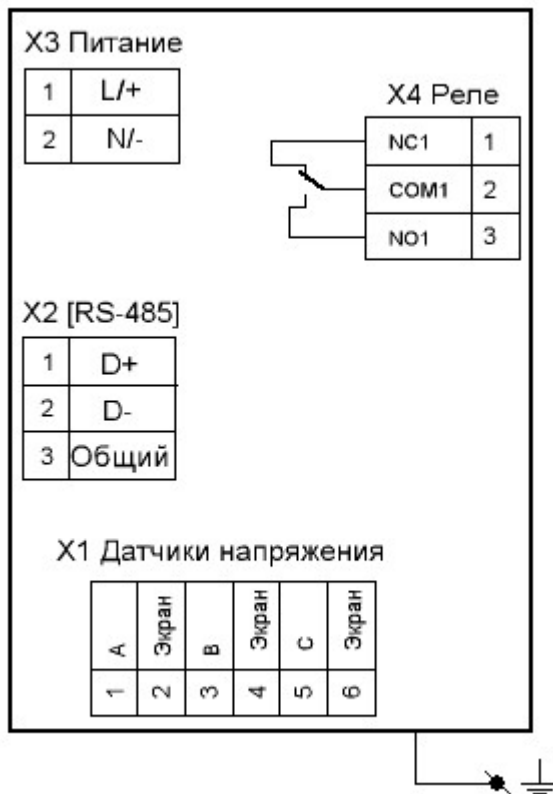 X3 Питание
1 L/+
2 N/-
X4 Реле
NC1 1
COM1 2
NO1 3
X2 [RS-485]
1 D+
2 D-
3 Общий
X1 Датчики напряжения
A Экран B Экран C Экран
1 2 3 4 5 6